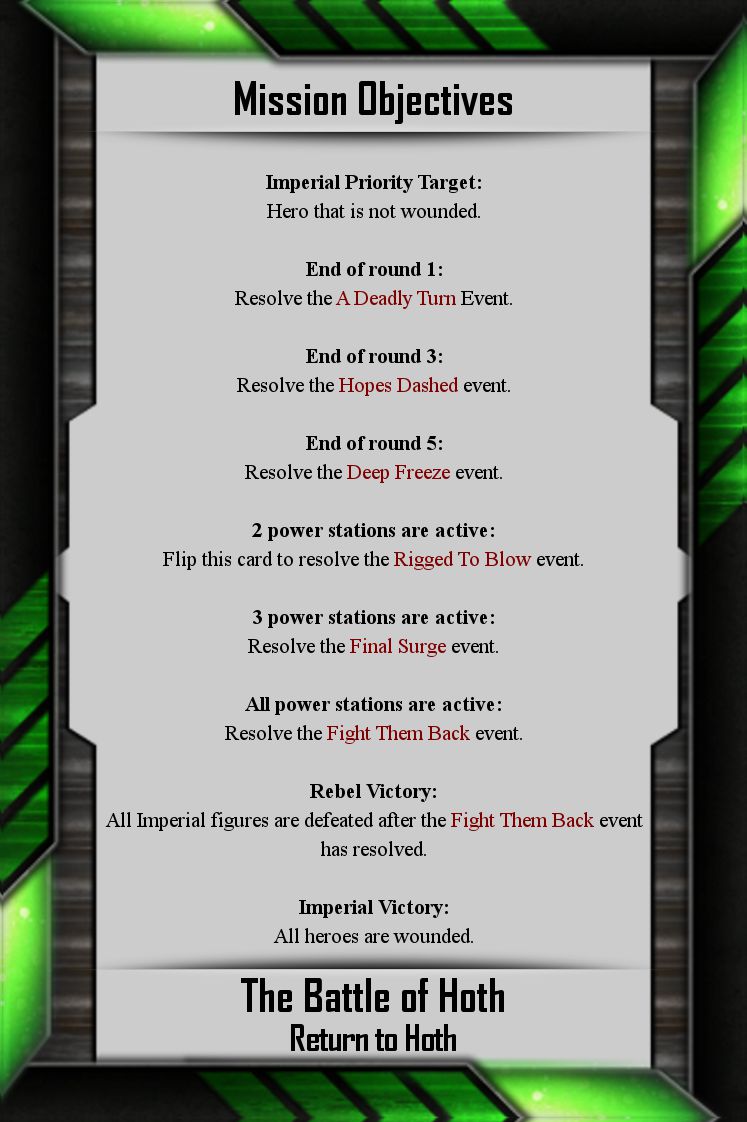 Mission Objectives
Imperial Priority Target:
Hero that is not wounded.
End of round 1:
Resolve the A Deadly Turn Event.
End of round 3:
Resolve the Hopes Dashed event.
End of round 5:
Resolve the Deep Freeze event.
2 power stations are active:
Flip this card to resolve the Rigged To Blow event.
3 power stations are active:
Resolve the Final Surge event.
All power stations are active:
Resolve the Fight Them Back event.
Rebel Victory:
All Imperial figures are defeated after the Fight Them Back event
has resolved.
Imperial Victory:
All heroes are wounded.
The Battle of Hoth
Return to Hoth